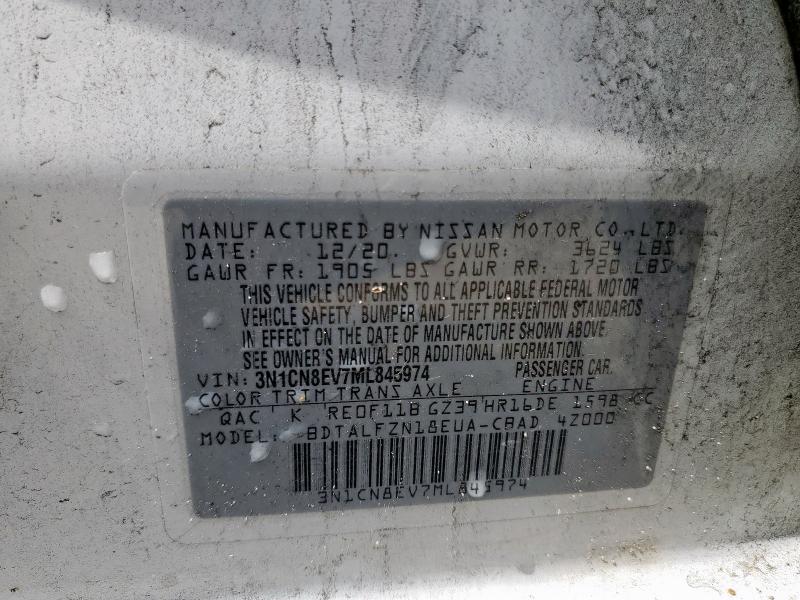 MANUFACTURED BY NISSAN MOTOR CO., LTD.
DATE: 12/20 GVWR: 3624 LBS
GAWR FR: 1905 LBS GAWR RR: 1720 LBS
THIS VEHICLE CONFORMS TO ALL APPLICABLE FEDERAL MOTOR
VEHICLE SAFETY, BUMPER AND THEFT PREVENTION STANDARDS
IN EFFECT ON THE DATE OF MANUFACTURE SHOWN ABOVE.
SEE OWNER'S MANUAL FOR ADDITIONAL INFORMATION.
VIN: 3N1CN8EV7ML845974 PASSENGER CAR.
COLOR TRIM TRANS AXLE ENGINE
QAC K RE0F11B GZ39 HR16DE 1598 CC
MODEL: BDTALFZN18EUA-CBAD 4Z000
3N1CN8EV7ML845974